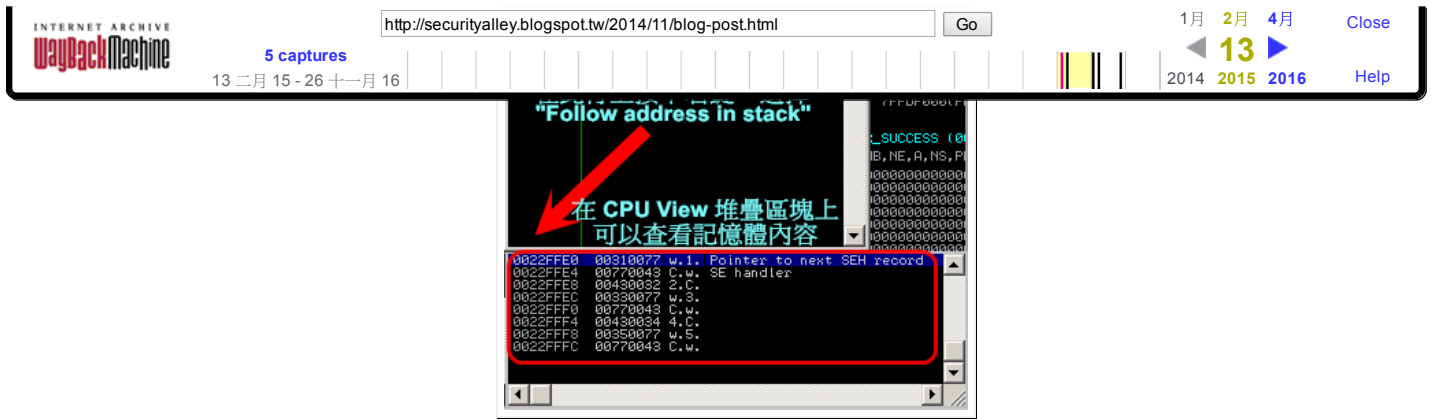 INTERNET ARCHIVE
WayBackMachine
http://securityalley.blogspot.tw/2014/11/blog-post.html
Go
5 captures
13 二月 15 - 26 十一月 16
1月 2月 4月
13
2014 2015 2016
Close
Help
"Follow address in stack"
_SUCCESS (0
在 CPU View 堆疊區塊上
可以查看記憶體內容
0022FFE0 00310077 w.1. Pointer to next SEH record
0022FFE4 00770043 C.w. SE handler
0022FFE8 00430032 2.C.
0022FFEC 00330077 w.3.
0022FFF0 00770043 C.w.
0022FFF4 00430034 4.C.
0022FFF8 00350077 w.5.
0022FFFC 00770043 C.w.